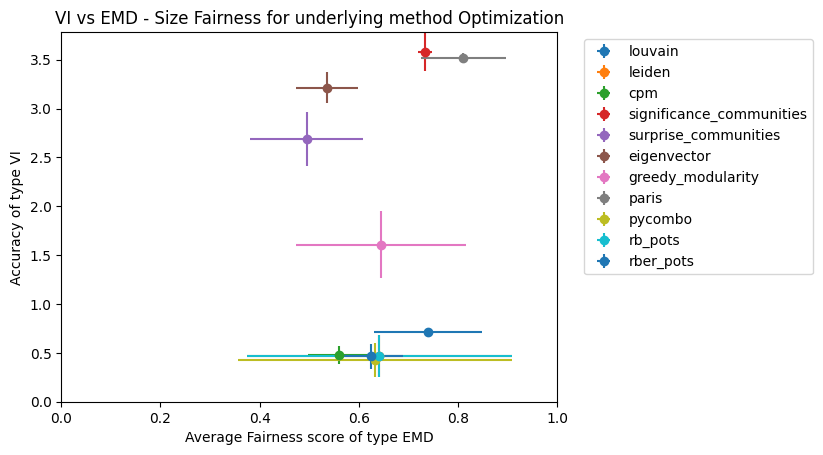 VI vs EMD - Size Fairness for underlying method Optimization
Accuracy of type VI
3.5
3.0
2.5
2.0
1.5
1.0
0.5
0.0
0.0
0.2
0.4
0.6
0.8
1.0
Average Fairness score of type EMD
louvain
leiden
cpm
significance_communities
surprise_communities
eigenvector
greedy_modularity
paris
pycombo
rb_pots
rber_pots